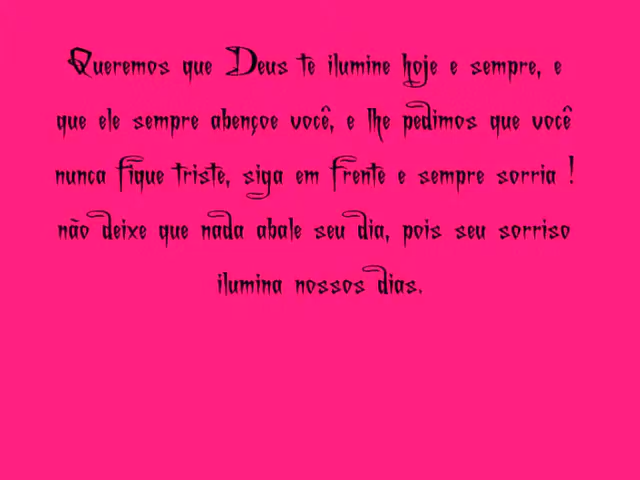 Queremos que Deus te ilumine hoje e sempre, e
que ele sempre abençoe você, e lhe pedimos que você
nunca fique triste, siga em frente e sempre sorria !
não deixe que nada abale seu dia, pois seu sorriso
ilumina nossos dias.